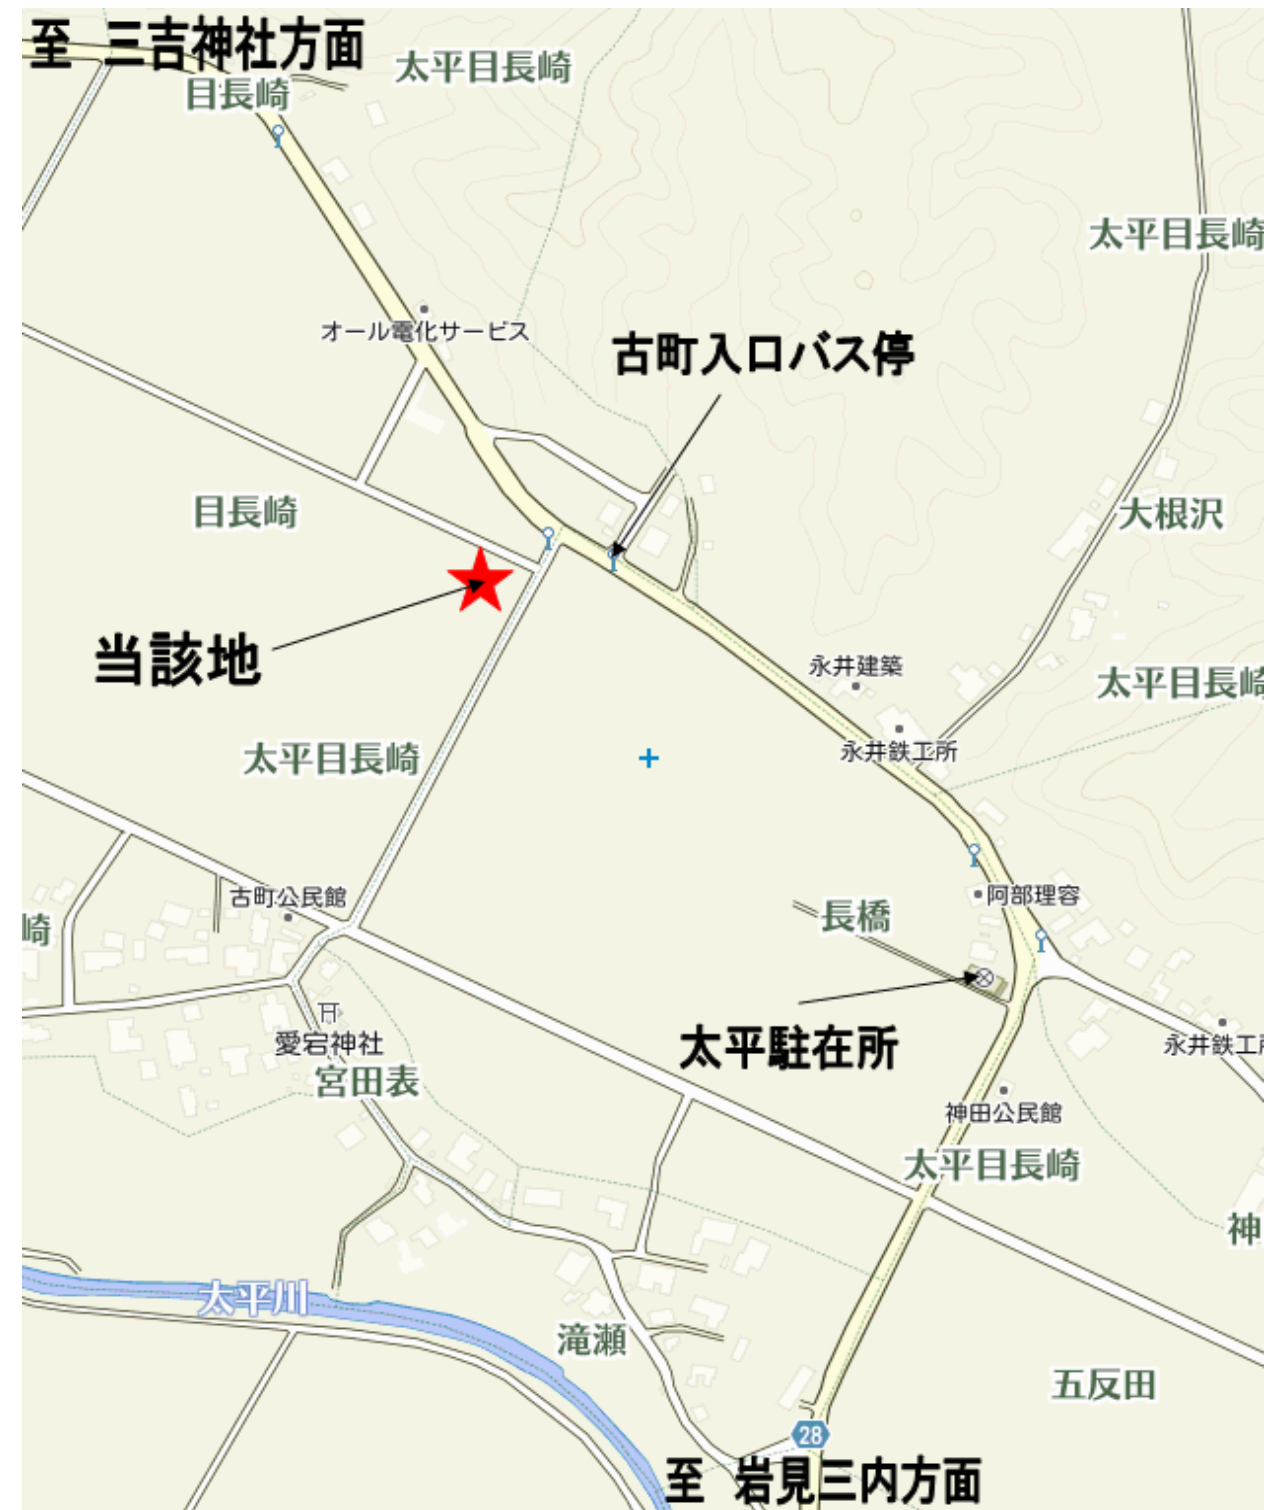 至 三吉神社方面
太平目長崎
目長崎
太平目長崎
オール電化サービス
古町入口バス停
目長崎
大根沢
当該地
永井建築
太平目長崎
永井鉄工所
太平目長崎
古町公民館
阿部理容
長橋
崎
愛宕神社
太平駐在所
永井鉄工所
宮田表
神田公民館
太平目長崎
神
太平川
滝瀬
五反田
28
至 岩見三内方面